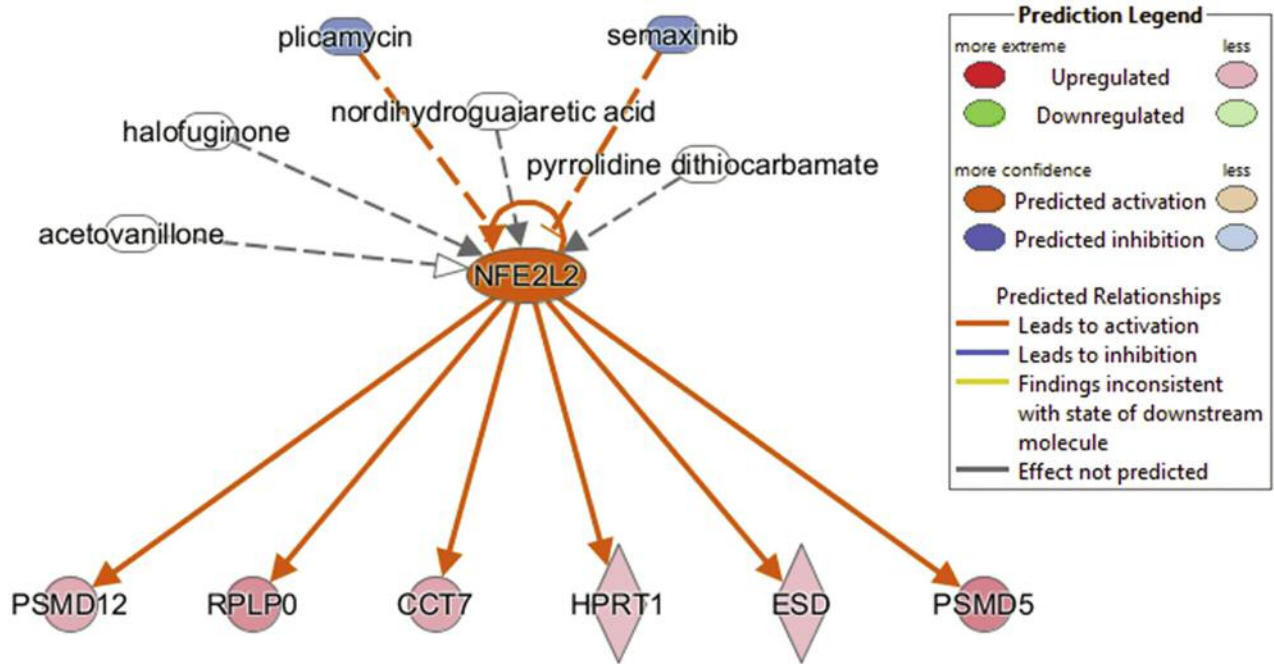 plicamycin
semaxinib
nordihydroguaiaretic acid
halofuginone
pyrrolidine dithiocarbamate
acetovanillone
NFE2L2
PSMD12
RPLP0
CCT7
HPRT1
ESD
PSMD5
Prediction Legend
more extreme less
Upregulated
Downregulated
more confidence less
Predicted activation
Predicted inhibition
Predicted Relationships
Leads to activation
Leads to inhibition
Findings inconsistent
with state of downstream
molecule
Effect not predicted